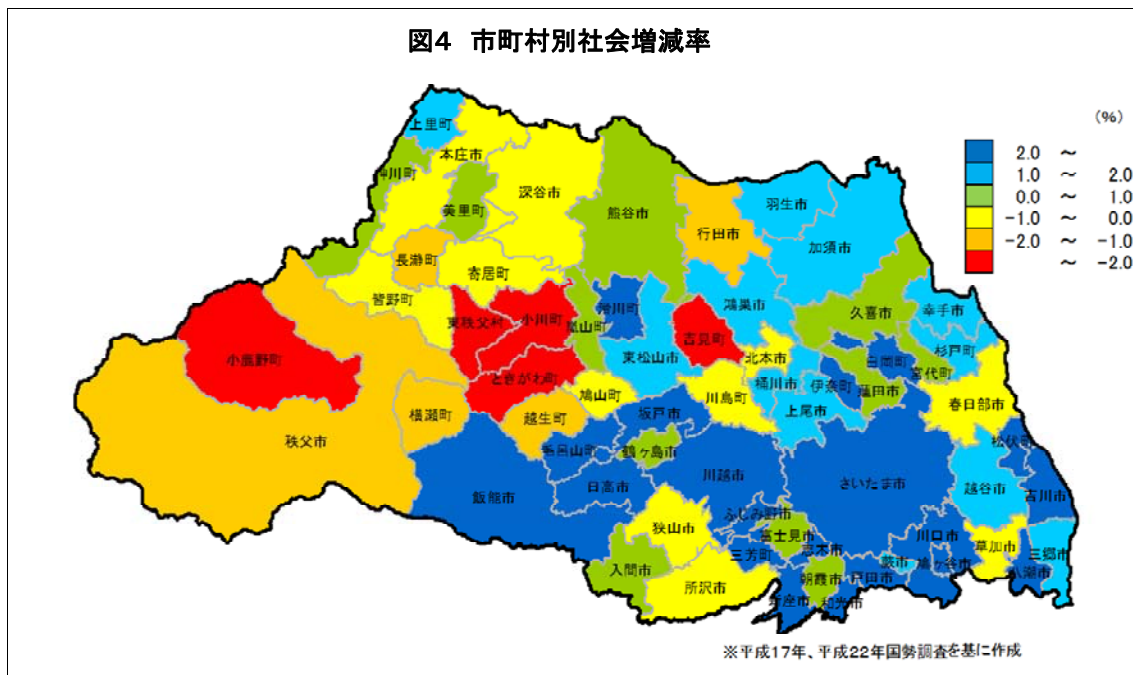 図4 市町村別社会増減率
(%)
2.0 ～
1.0 ～ 2.0
0.0 ～ 1.0
-1.0 ～ 0.0
-2.0 ～ -1.0
～ -2.0
上里町
本庄市
神川町
美里町
深谷市
熊谷市
行田市
羽生市
加須市
長瀞町
寄居町
皆野町
東秩父村
小川町
嵐山町
滑川町
東松山市
吉見町
鴻巣市
久喜市
幸手市
杉戸町
白岡町
宮代町
小鹿野町
ときがわ町
鳩山町
川島町
北本市
桶川市
伊奈町
蓮田市
上尾市
春日部市
秩父市
横瀬町
越生町
毛呂山町
坂戸市
鶴ヶ島市
松伏町
飯能市
日高市
川越市
さいたま市
越谷市
吉川市
狭山市
ふじみ野市
富士見市
川口市
草加市
三郷市
入間市
所沢市
三芳町
志木市
朝霞市
戸田市
蕨市
鳩ヶ谷市
八潮市
新座市
和光市
※平成17年、平成22年国勢調査を基に作成